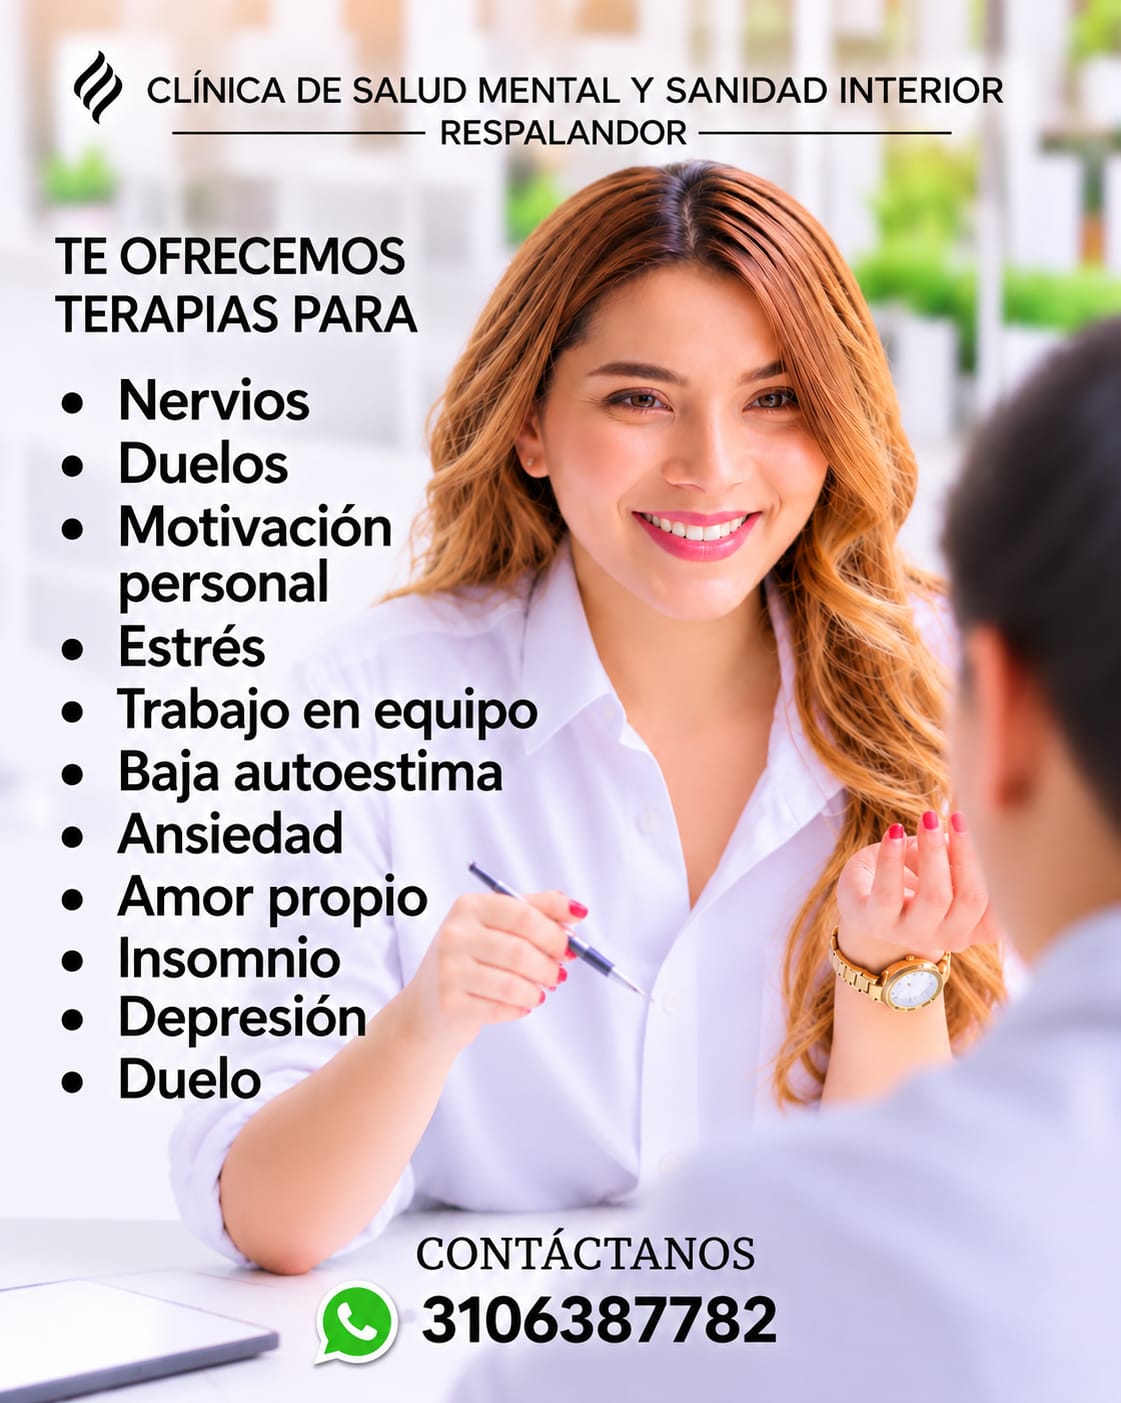 CLÍNICA DE SALUD MENTAL Y SANIDAD INTERIOR
RESPALANDOR
TE OFRECEMOS
TERAPIAS PARA
• Nervios
• Duelos
• Motivación
personal
• Estrés
• Trabajo en equipo
• Baja autoestima
• Ansiedad
• Amor propio
• Insomnio
• Depresión
• Duelo
CONTÁCTANOS
3106387782